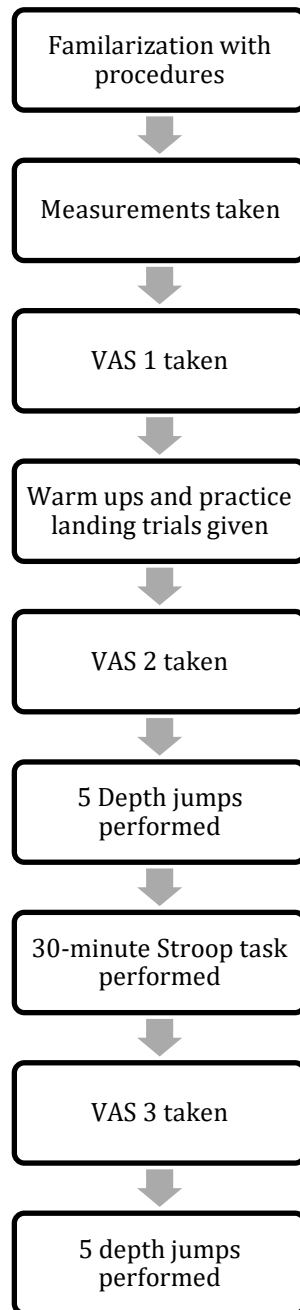 Familarization with
procedures
Measurements taken
VAS 1 taken
Warm ups and practice
landing trials given
VAS 2 taken
5 Depth jumps
performed
30-minute Stroop task
performed
VAS 3 taken
5 depth jumps
performed